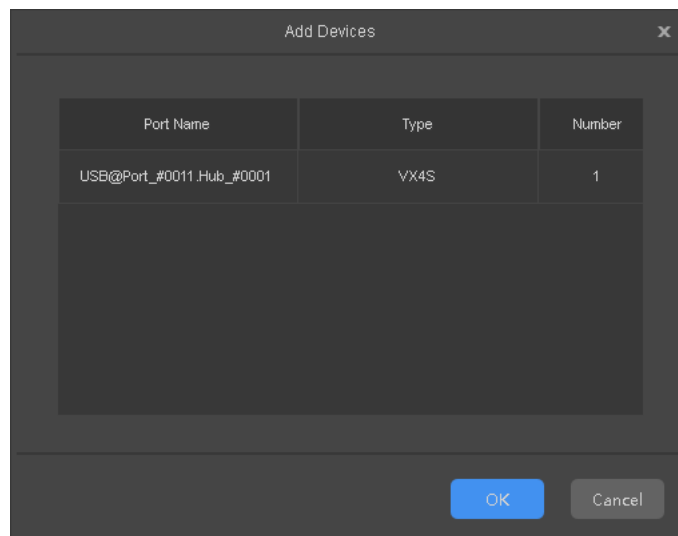 Add Devices x
Port Name Type Number
USB@Port_#0011.Hub_#0001 VX4S 1
OK Cancel